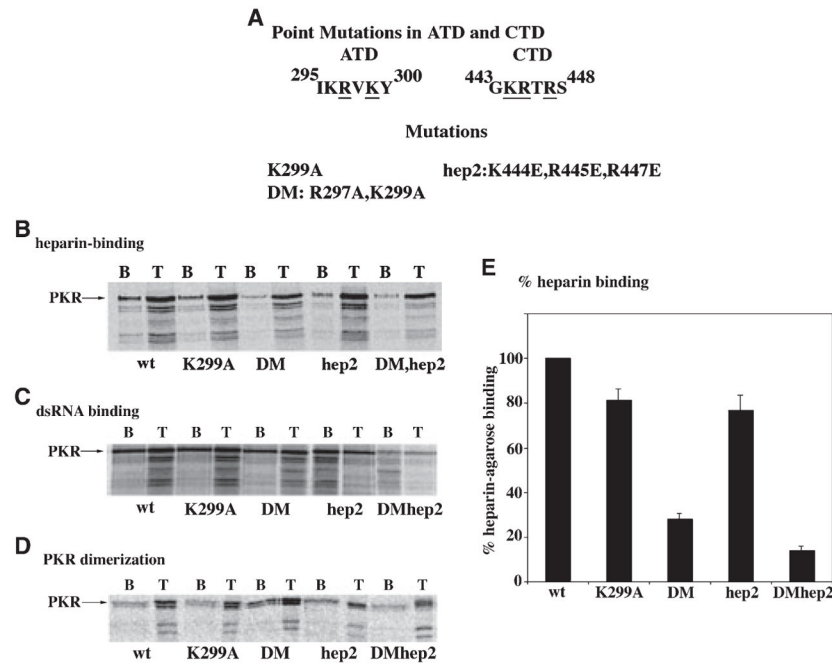 A
Point Mutations in ATD and CTD
ATD CTD
295IKRVKY300 443GKRTRS448
Mutations
K299A hep2:K444E,R445E,R447E
DM: R297A,K299A
B
heparin-binding
B T B T B T B T B T
PKR
wt K299A DM hep2 DM,hep2
C
dsRNA binding
B T B T B T B T B T
PKR
wt K299A DM hep2 DMhep2
D
PKR dimerization
B T B T B T B T B T
PKR
wt K299A DM hep2 DMhep2
E
% heparin binding
% heparin-agarose binding
100
80
60
40
20
0
wt K299A DM hep2 DMhep2